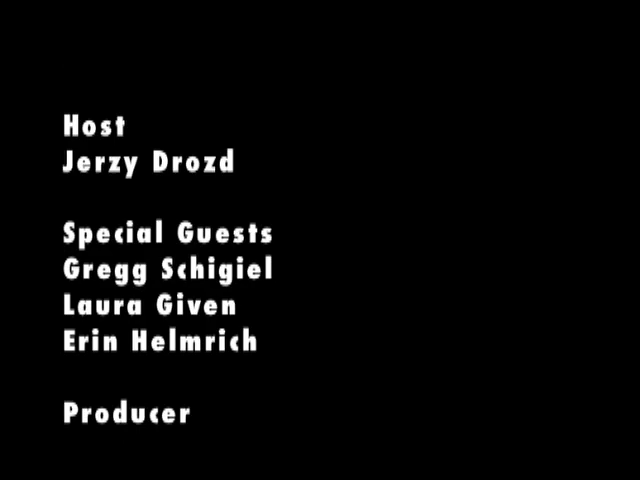 Host
Jerzy Drozd
Special Guests
Gregg Schigiel
Laura Given
Erin Helmrich
Producer